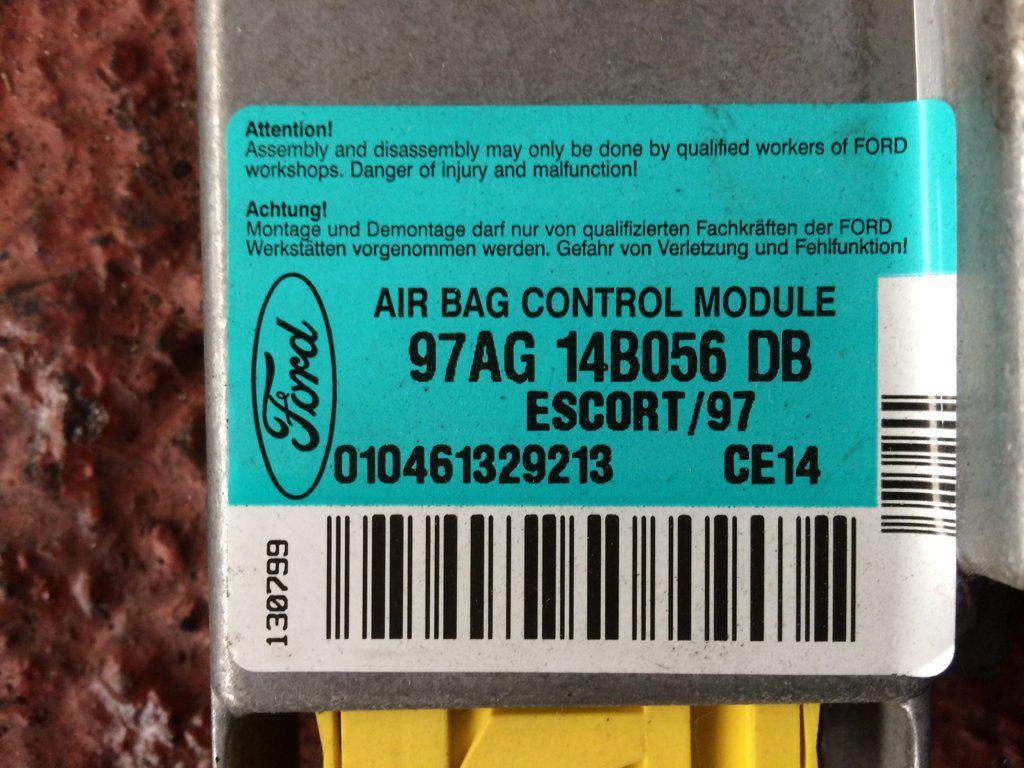 Attention!
Assembly and disassembly may only be done by qualified workers of FORD
workshops. Danger of injury and malfunction!
Achtung!
Montage und Demontage darf nur von qualifizierten Fachkräften der FORD
Werkstätten vorgenommen werden. Gefahr von Verletzung und Fehlfunktion!
Ford
AIR BAG CONTROL MODULE
97AG 14B056 DB
ESCORT/97
010461329213 CE14
130799